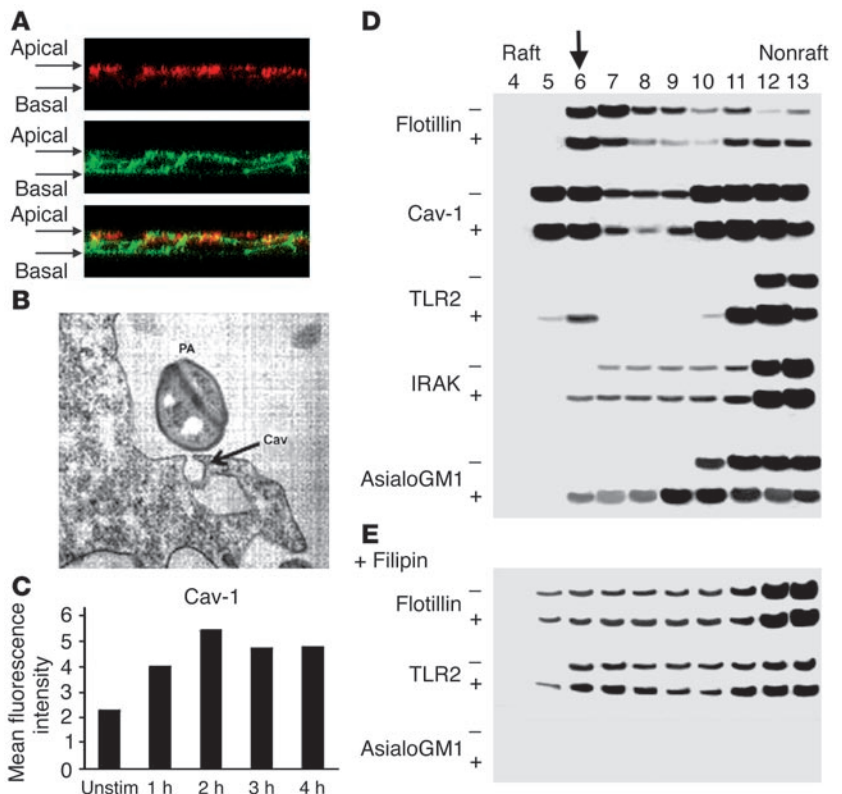 A
Apical
Basal
Apical
Basal
Apical
Basal
B
PA
Cav
C
Cav-1
Mean fluorescence
intensity
6
5
4
3
2
1
0
Unstim 1 h 2 h 3 h 4 h
D
Raft Nonraft
4 5 6 7 8 9 10 11 12 13
Flotillin − +
Cav-1 − +
TLR2 − +
IRAK − +
AsialoGM1 − +
E
+ Filipin
Flotillin − +
TLR2 − +
AsialoGM1 − +